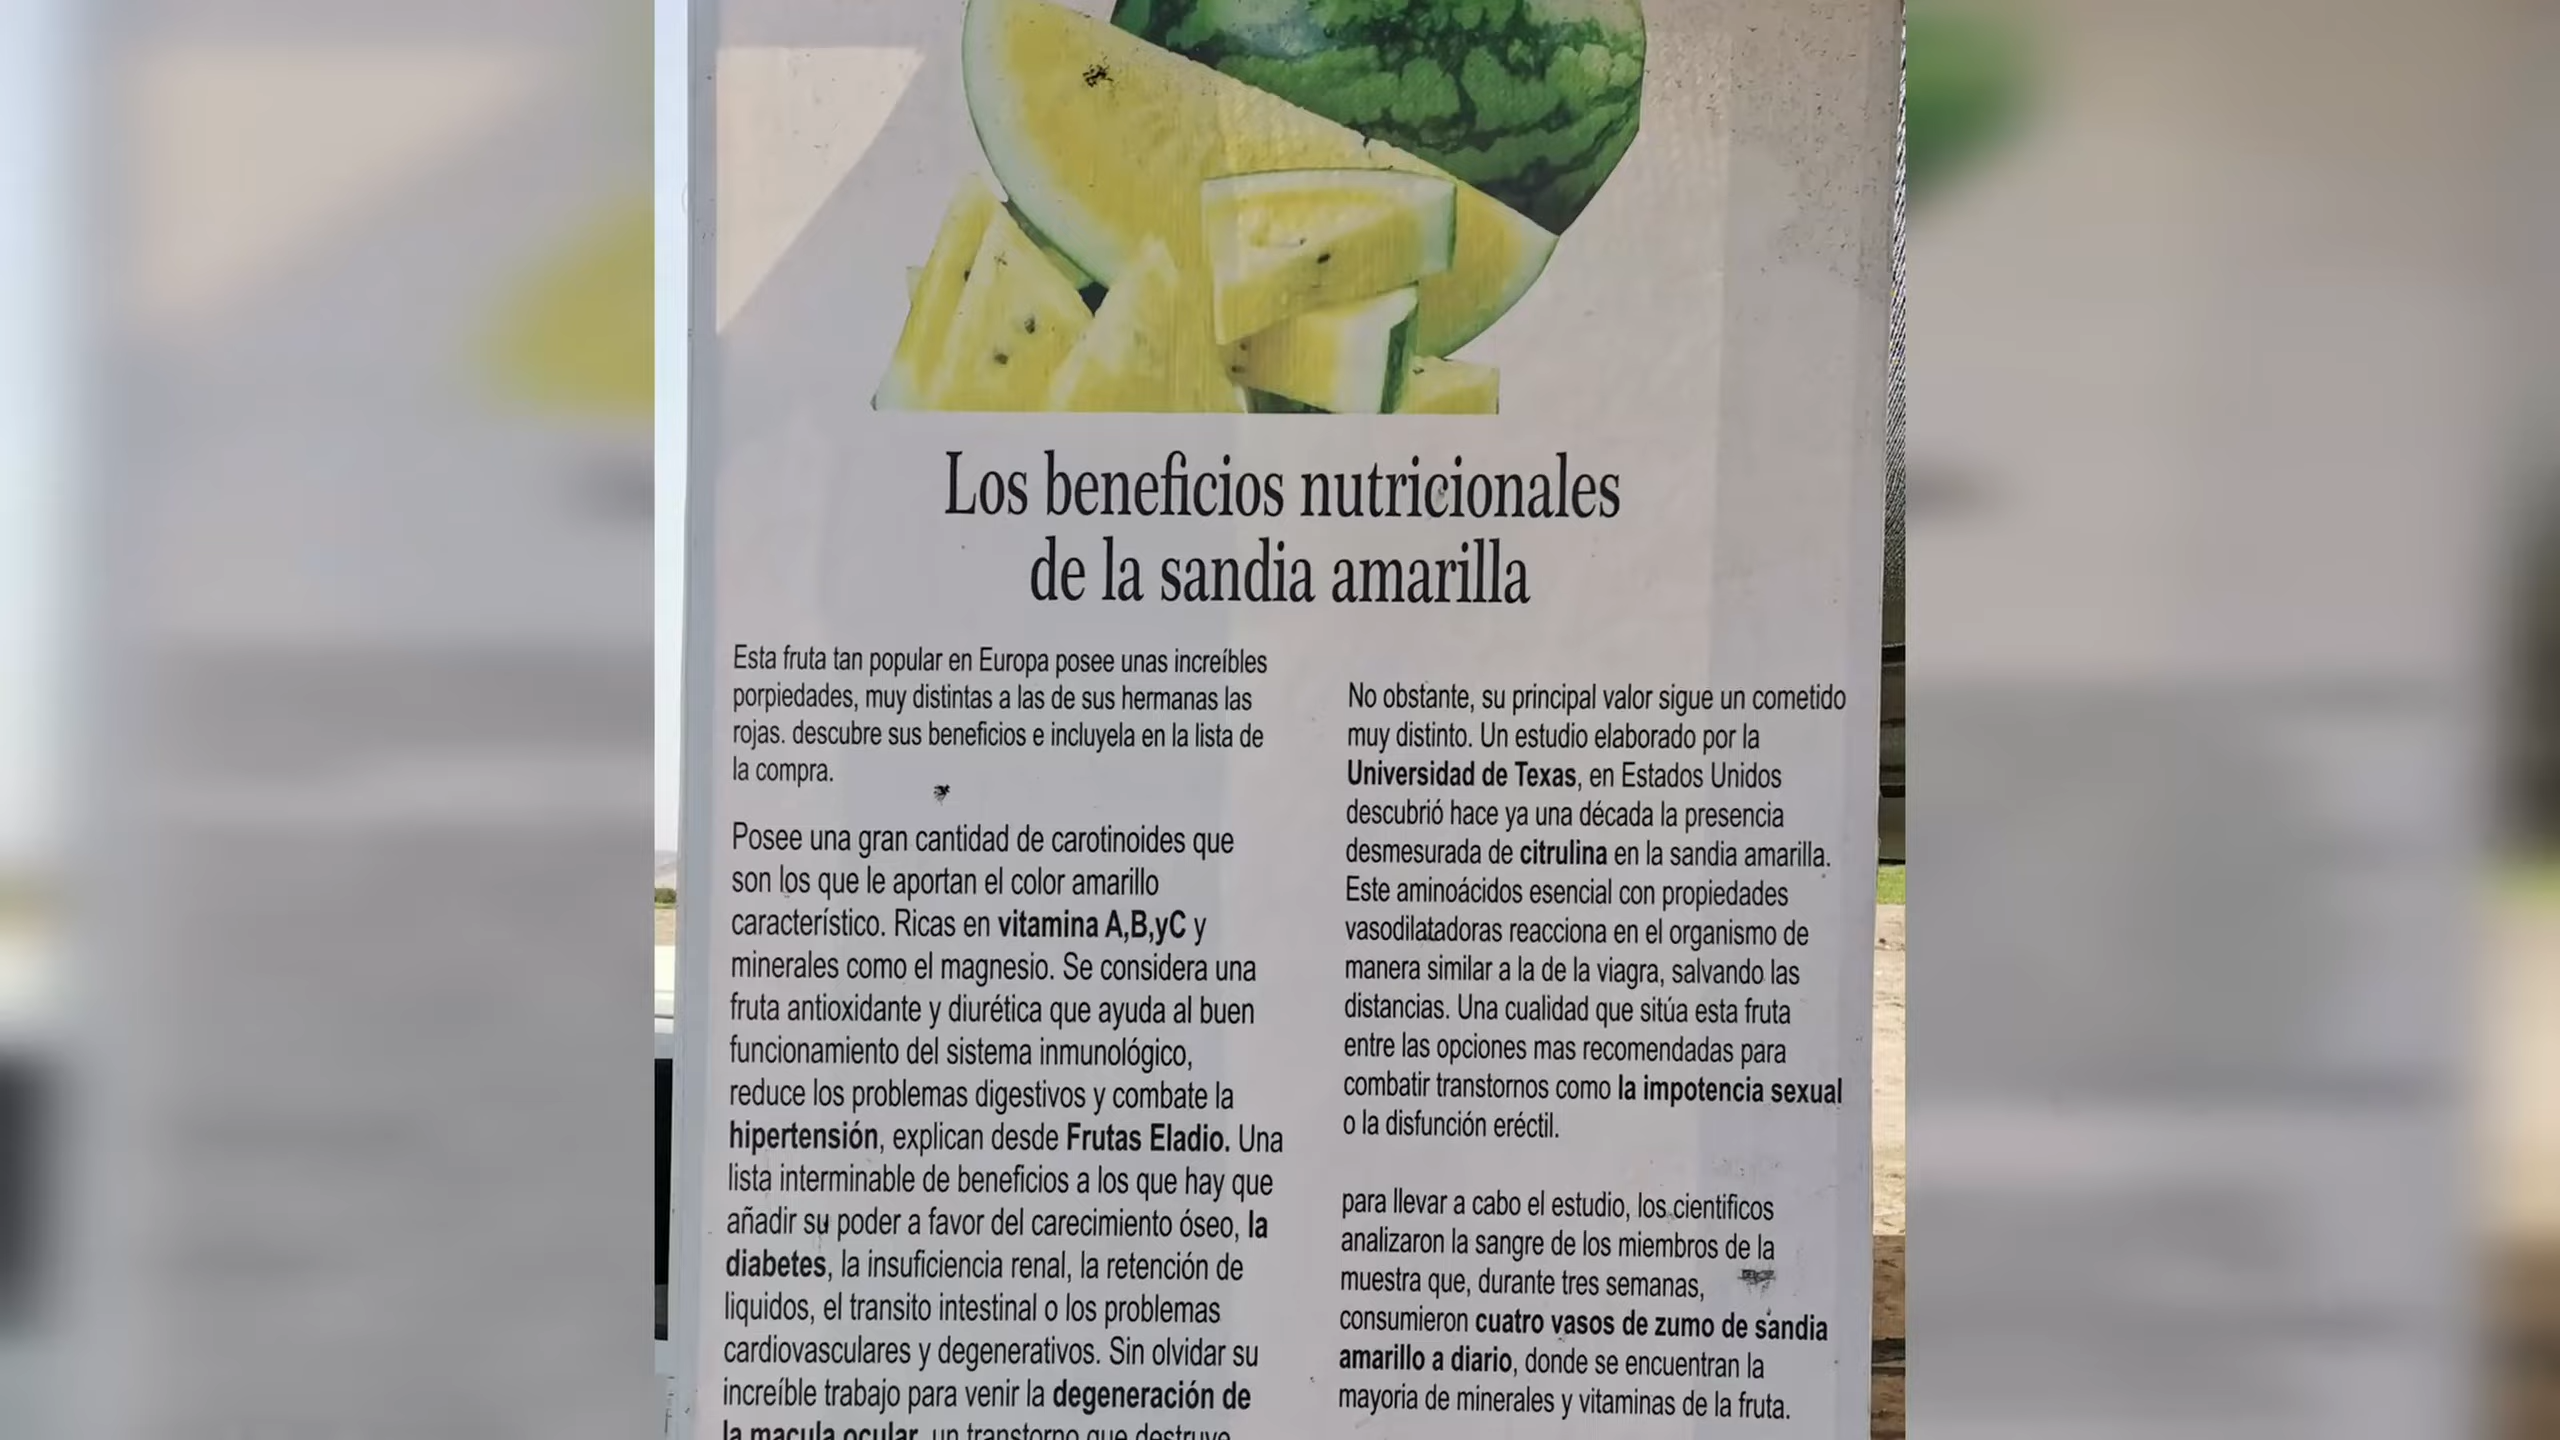 Los beneficios nutricionales
de la sandia amarilla
Esta fruta tan popular en Europa posee unas increíbles
porpiedades, muy distintas a las de sus hermanas las
rojas. descubre sus beneficios e incluyela en la lista de
la compra.
Posee una gran cantidad de carotinoides que
son los que le aportan el color amarillo
característico. Ricas en vitamina A,B,yC y
minerales como el magnesio. Se considera una
fruta antioxidante y diurética que ayuda al buen
funcionamiento del sistema inmunológico,
reduce los problemas digestivos y combate la
hipertensión, explican desde Frutas Eladio. Una
lista interminable de beneficios a los que hay que
añadir su poder a favor del carecimiento óseo, la
diabetes, la insuficiencia renal, la retención de
liquidos, el transito intestinal o los problemas
cardiovasculares y degenerativos. Sin olvidar su
increíble trabajo para venir la degeneración de
la macula ocular, un transtorno que destruye
No obstante, su principal valor sigue un cometido
muy distinto. Un estudio elaborado por la
Universidad de Texas, en Estados Unidos
descubrió hace ya una década la presencia
desmesurada de citrulina en la sandia amarilla.
Este aminoácidos esencial con propiedades
vasodilatadoras reacciona en el organismo de
manera similar a la de la viagra, salvando las
distancias. Una cualidad que sitúa esta fruta
entre las opciones mas recomendadas para
combatir transtornos como la impotencia sexual
o la disfunción eréctil.
para llevar a cabo el estudio, los cientificos
analizaron la sangre de los miembros de la
muestra que, durante tres semanas,
consumieron cuatro vasos de zumo de sandia
amarillo a diario, donde se encuentran la
mayoria de minerales y vitaminas de la fruta.